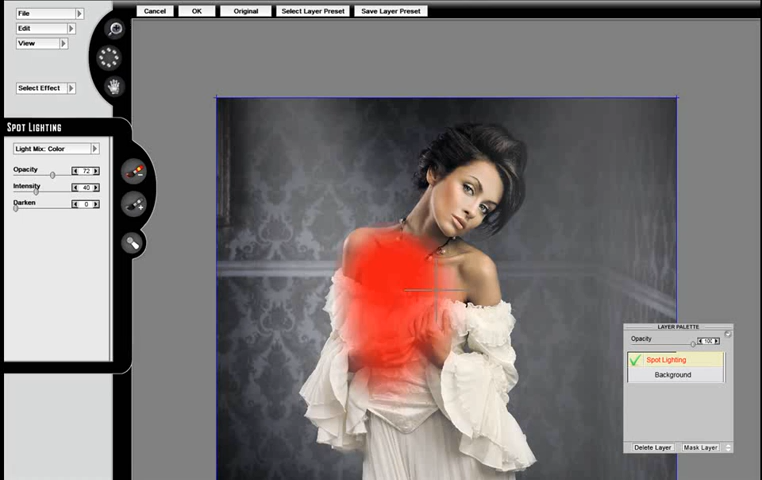 File
Edit
View
Select Effect
Cancel
OK
Original
Select Layer Preset
Save Layer Preset
SPOT LIGHTING
Light Mix: Color
Opacity 72
Intensity 40
Darken 0
LAYER PALETTE
Opacity 100
Spot Lighting
Background
Delete Layer
Mask Layer